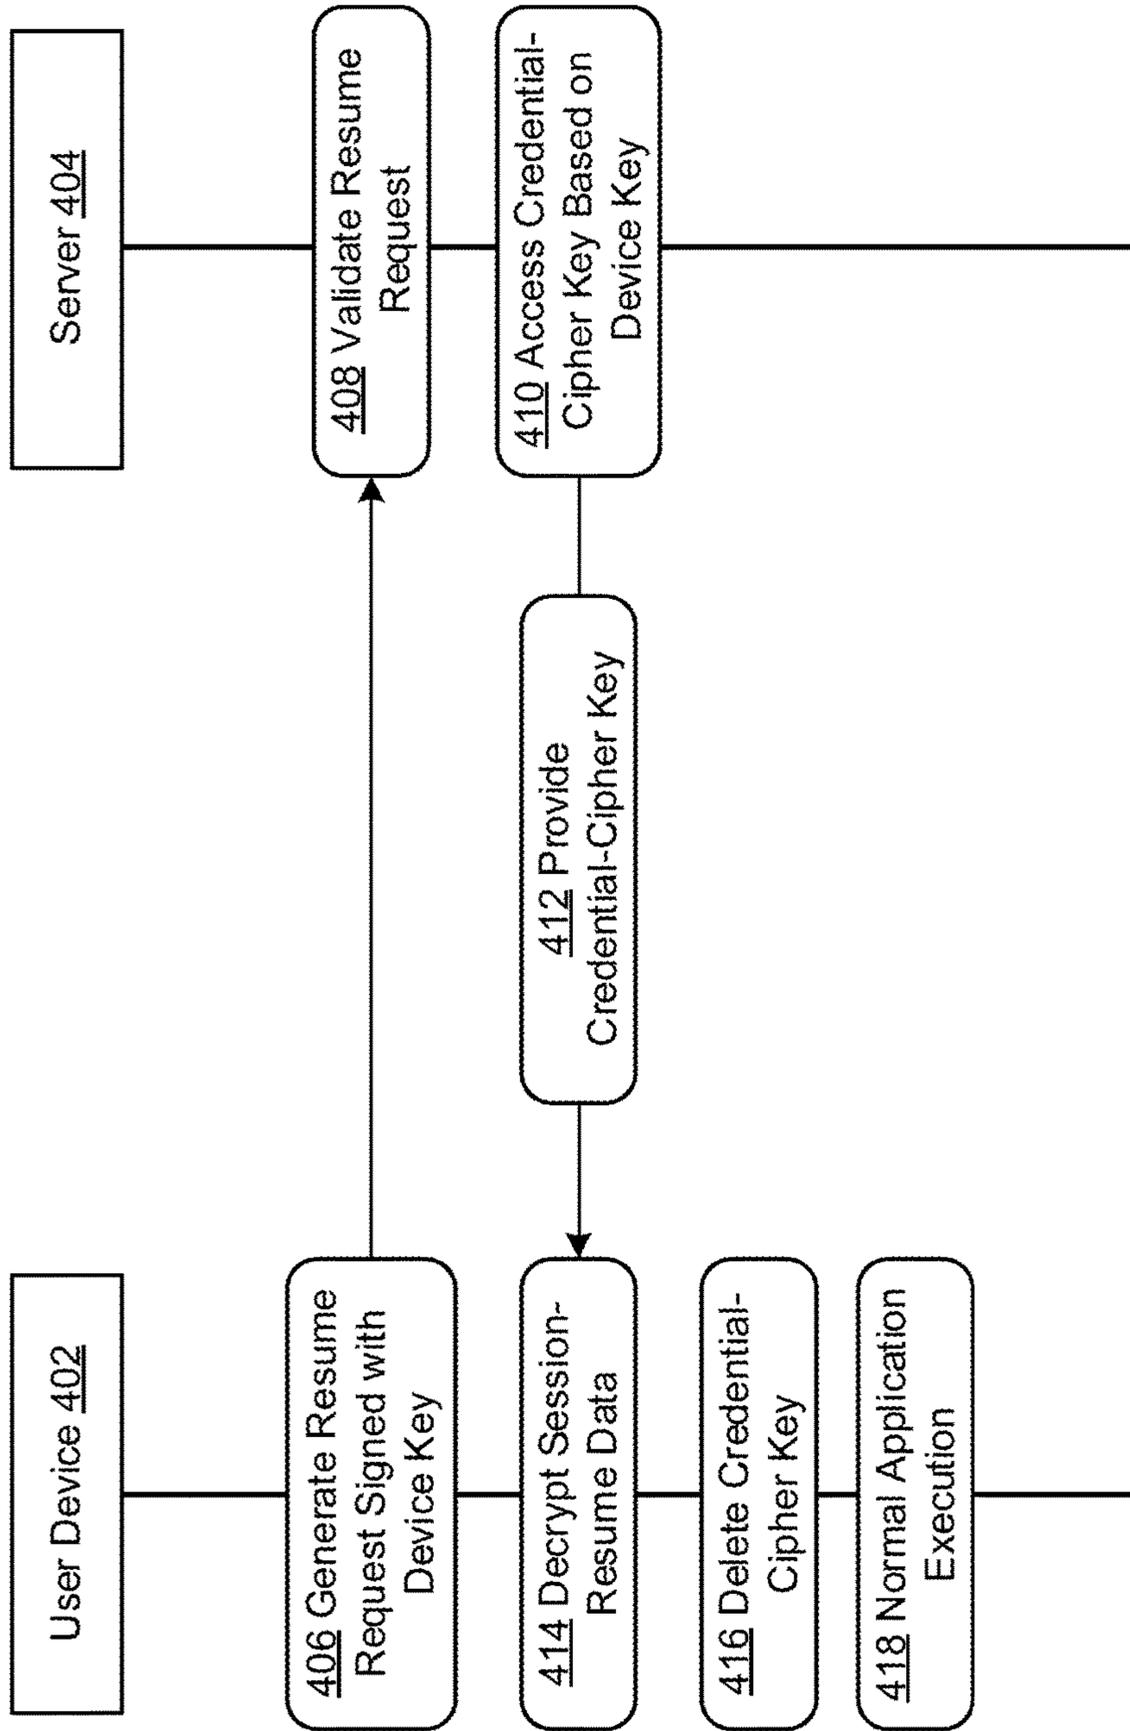 User Device 402
Server 404
406 Generate Resume
Request Signed with
Device Key
408 Validate Resume
Request
410 Access Credential-
Cipher Key Based on
Device Key
412 Provide
Credential-Cipher Key
414 Decrypt Session-
Resume Data
416 Delete Credential-
Cipher Key
418 Normal Application
Execution